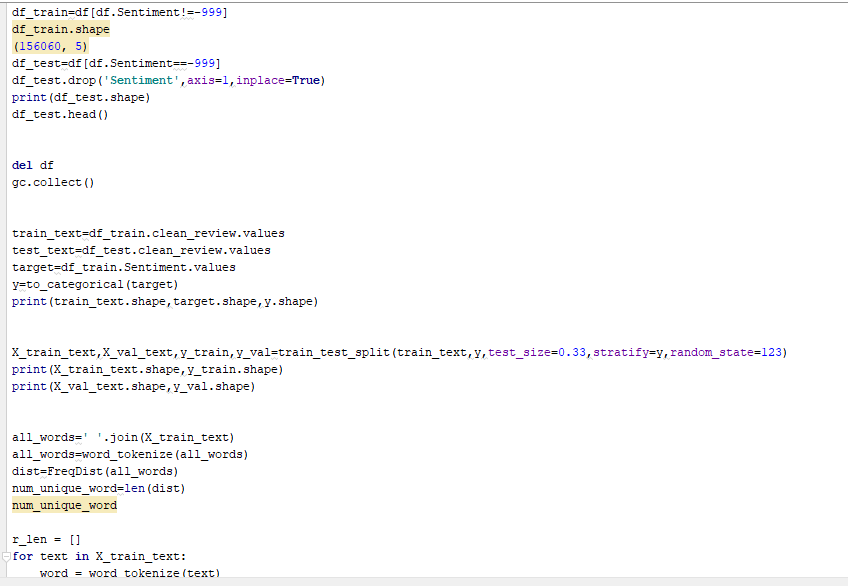 df_train=df[df.Sentiment!=-999]
df_train.shape
(156060, 5)
df_test=df[df.Sentiment==-999]
df_test.drop('Sentiment',axis=1,inplace=True)
print(df_test.shape)
df_test.head()
del df
gc.collect()
train_text=df_train.clean_review.values
test_text=df_test.clean_review.values
target=df_train.Sentiment.values
y=to_categorical(target)
print(train_text.shape,target.shape,y.shape)
X_train_text,X_val_text,y_train,y_val=train_test_split(train_text,y,test_size=0.33,stratify=y,random_state=123)
print(X_train_text.shape,y_train.shape)
print(X_val_text.shape,y_val.shape)
all_words=' '.join(X_train_text)
all_words=word_tokenize(all_words)
dist=FreqDist(all_words)
num_unique_word=len(dist)
num_unique_word
r_len = []
for text in X_train_text:
    word = word_tokenize(text)